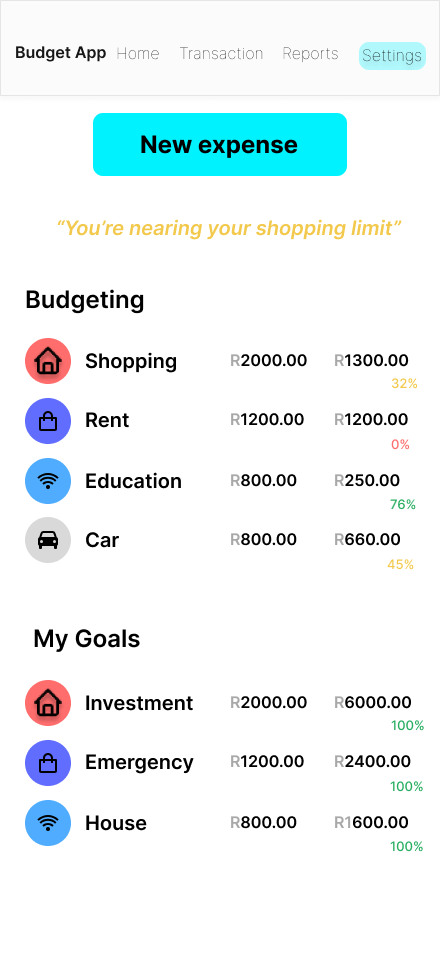 Budget App Home Transaction Reports Settings
New expense
“You’re nearing your shopping limit”
Budgeting
Shopping R2000.00 R1300.00
32%
Rent R1200.00 R1200.00
0%
Education R800.00 R250.00
76%
Car R800.00 R660.00
45%
My Goals
Investment R2000.00 R6000.00
100%
Emergency R1200.00 R2400.00
100%
House R800.00 R1600.00
100%